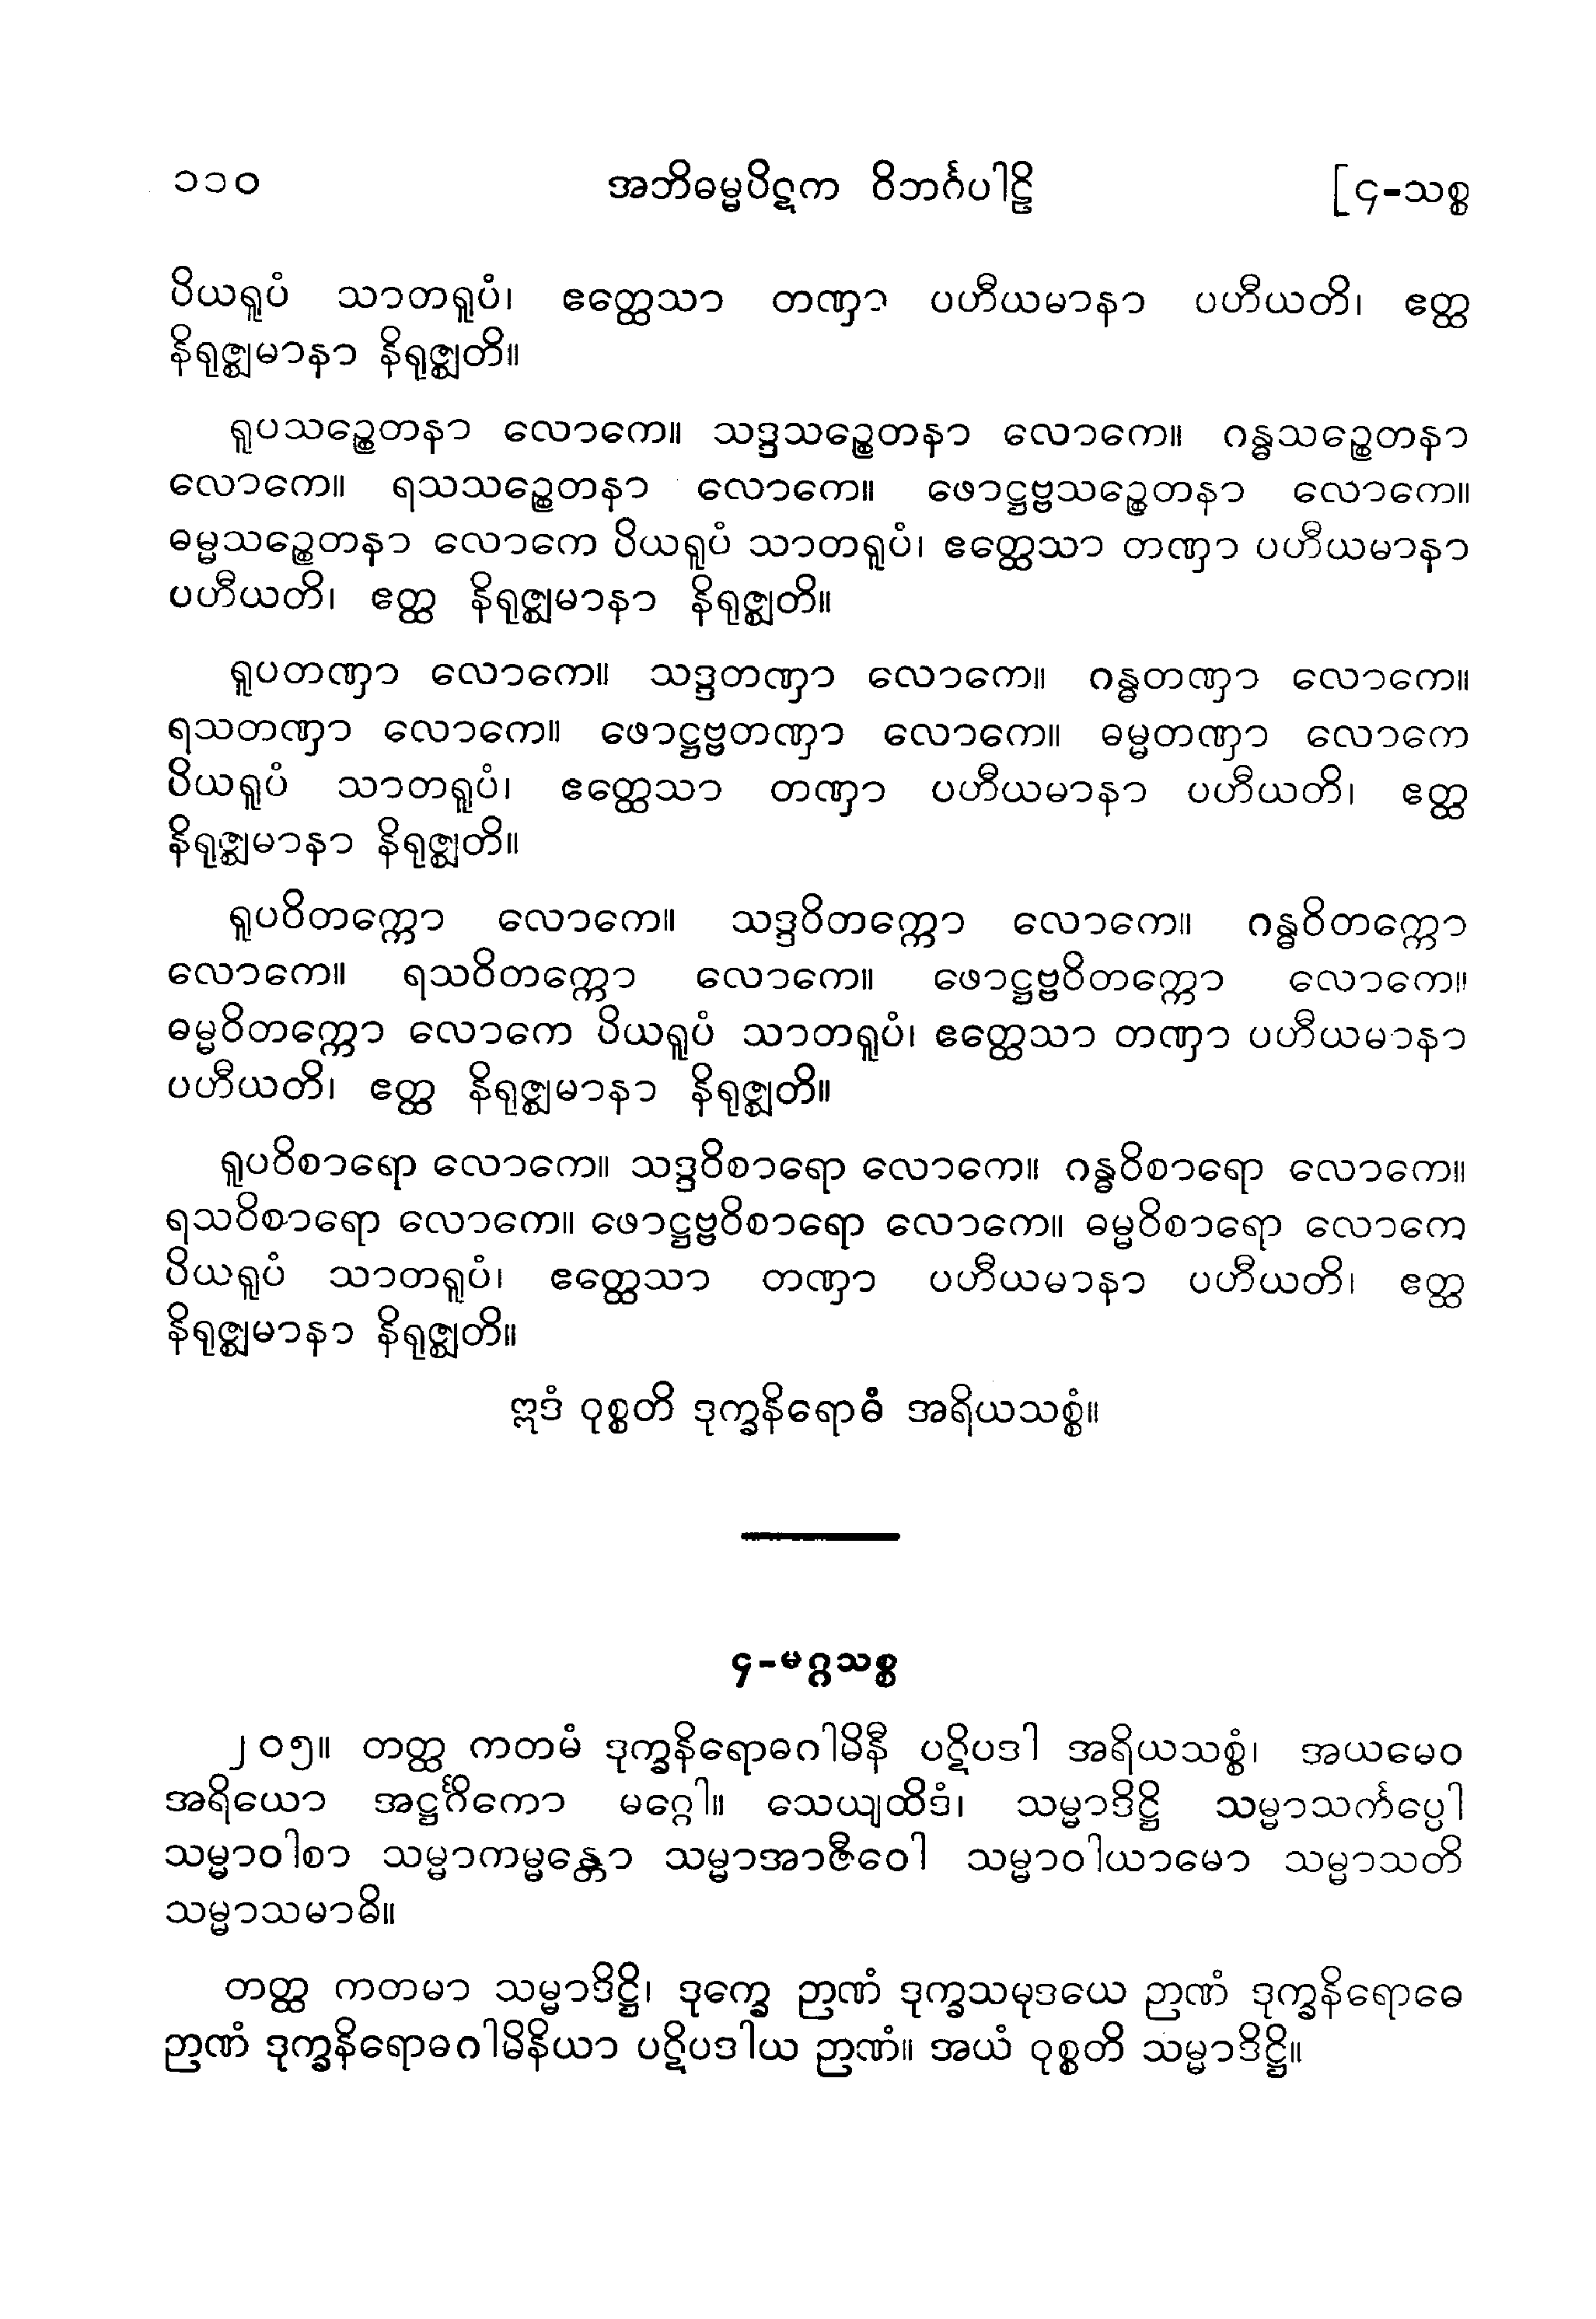 ၁၁၀ အဘိဓမ္မပိဋက ဝိဘင်္ဂပါဠိ [၄-သစ္စ
ပိယရူပံ သာတရူပံ၊ ဧတ္ထေသာ တဏှာ ပဟီယမာနာ ပဟီယတိ၊ ဧတ္ထ
နိရုဇ္ဈမာနာ နိရုဇ္ဈတိ။
ရူပသဉ္စေတနာ လောကေ။ သဒ္ဒသဉ္စေတနာ လောကေ။ ဂန္ဓသဉ္စေတနာ
လောကေ။ ရသသဉ္စေတနာ လောကေ။ ဖောဋ္ဌဗ္ဗသဉ္စေတနာ လောကေ။
ဓမ္မသဉ္စေတနာ လောကေ ပိယရူပံ သာတရူပံ၊ ဧတ္ထေသာ တဏှာ ပဟီယမာနာ
ပဟီယတိ၊ ဧတ္ထ နိရုဇ္ဈမာနာ နိရုဇ္ဈတိ။
ရူပတဏှာ လောကေ။ သဒ္ဒတဏှာ လောကေ။ ဂန္ဓတဏှာ လောကေ။
ရသတဏှာ လောကေ။ ဖောဋ္ဌဗ္ဗတဏှာ လောကေ။ ဓမ္မတဏှာ လောကေ
ပိယရူပံ သာတရူပံ၊ ဧတ္ထေသာ တဏှာ ပဟီယမာနာ ပဟီယတိ၊ ဧတ္ထ
နိရုဇ္ဈမာနာ နိရုဇ္ဈတိ။
ရူပဝိတက္ကော လောကေ။ သဒ္ဒဝိတက္ကော လောကေ။ ဂန္ဓဝိတက္ကော
လောကေ။ ရသဝိတက္ကော လောကေ။ ဖောဋ္ဌဗ္ဗဝိတက္ကော လောကေ။
ဓမ္မဝိတက္ကော လောကေ ပိယရူပံ သာတရူပံ၊ ဧတ္ထေသာ တဏှာ ပဟီယမာနာ
ပဟီယတိ၊ ဧတ္ထ နိရုဇ္ဈမာနာ နိရုဇ္ဈတိ။
ရူပဝိစာရော လောကေ။ သဒ္ဒဝိစာရော လောကေ။ ဂန္ဓဝိစာရော လောကေ။
ရသဝိစာရော လောကေ။ ဖောဋ္ဌဗ္ဗဝိစာရော လောကေ။ ဓမ္မဝိစာရော လောကေ
ပိယရူပံ သာတရူပံ၊ ဧတ္ထေသာ တဏှာ ပဟီယမာနာ ပဟီယတိ၊ ဧတ္ထ
နိရုဇ္ဈမာနာ နိရုဇ္ဈတိ။
ဣဒံ ဝုစ္စတိ ဒုက္ခနိရောဓံ အရိယသစ္စံ။
၄-မဂ္ဂသစ္စ
၂၀၅။ တတ္ထ ကတမံ ဒုက္ခနိရောဓဂါမိနီ ပဋိပဒါ အရိယသစ္စံ၊ အယမေဝ
အရိယော အဋ္ဌင်္ဂိကော မဂ္ဂေါ။ သေယျထိဒံ၊ သမ္မာဒိဋ္ဌိ သမ္မာသင်္ကပ္ပေါ
သမ္မာဝါစာ သမ္မာကမ္မန္တော သမ္မာအာဇီဝေါ သမ္မာဝါယာမော သမ္မာသတိ
သမ္မာသမာဓိ။
တတ္ထ ကတမာ သမ္မာဒိဋ္ဌိ၊ ဒုက္ခေ ဉာဏံ ဒုက္ခသမုဒယေ ဉာဏံ ဒုက္ခနိရောဓေ
ဉာဏံ ဒုက္ခနိရောဓဂါမိနိယာ ပဋိပဒါယ ဉာဏံ။ အယံ ဝုစ္စတိ သမ္မာဒိဋ္ဌိ။